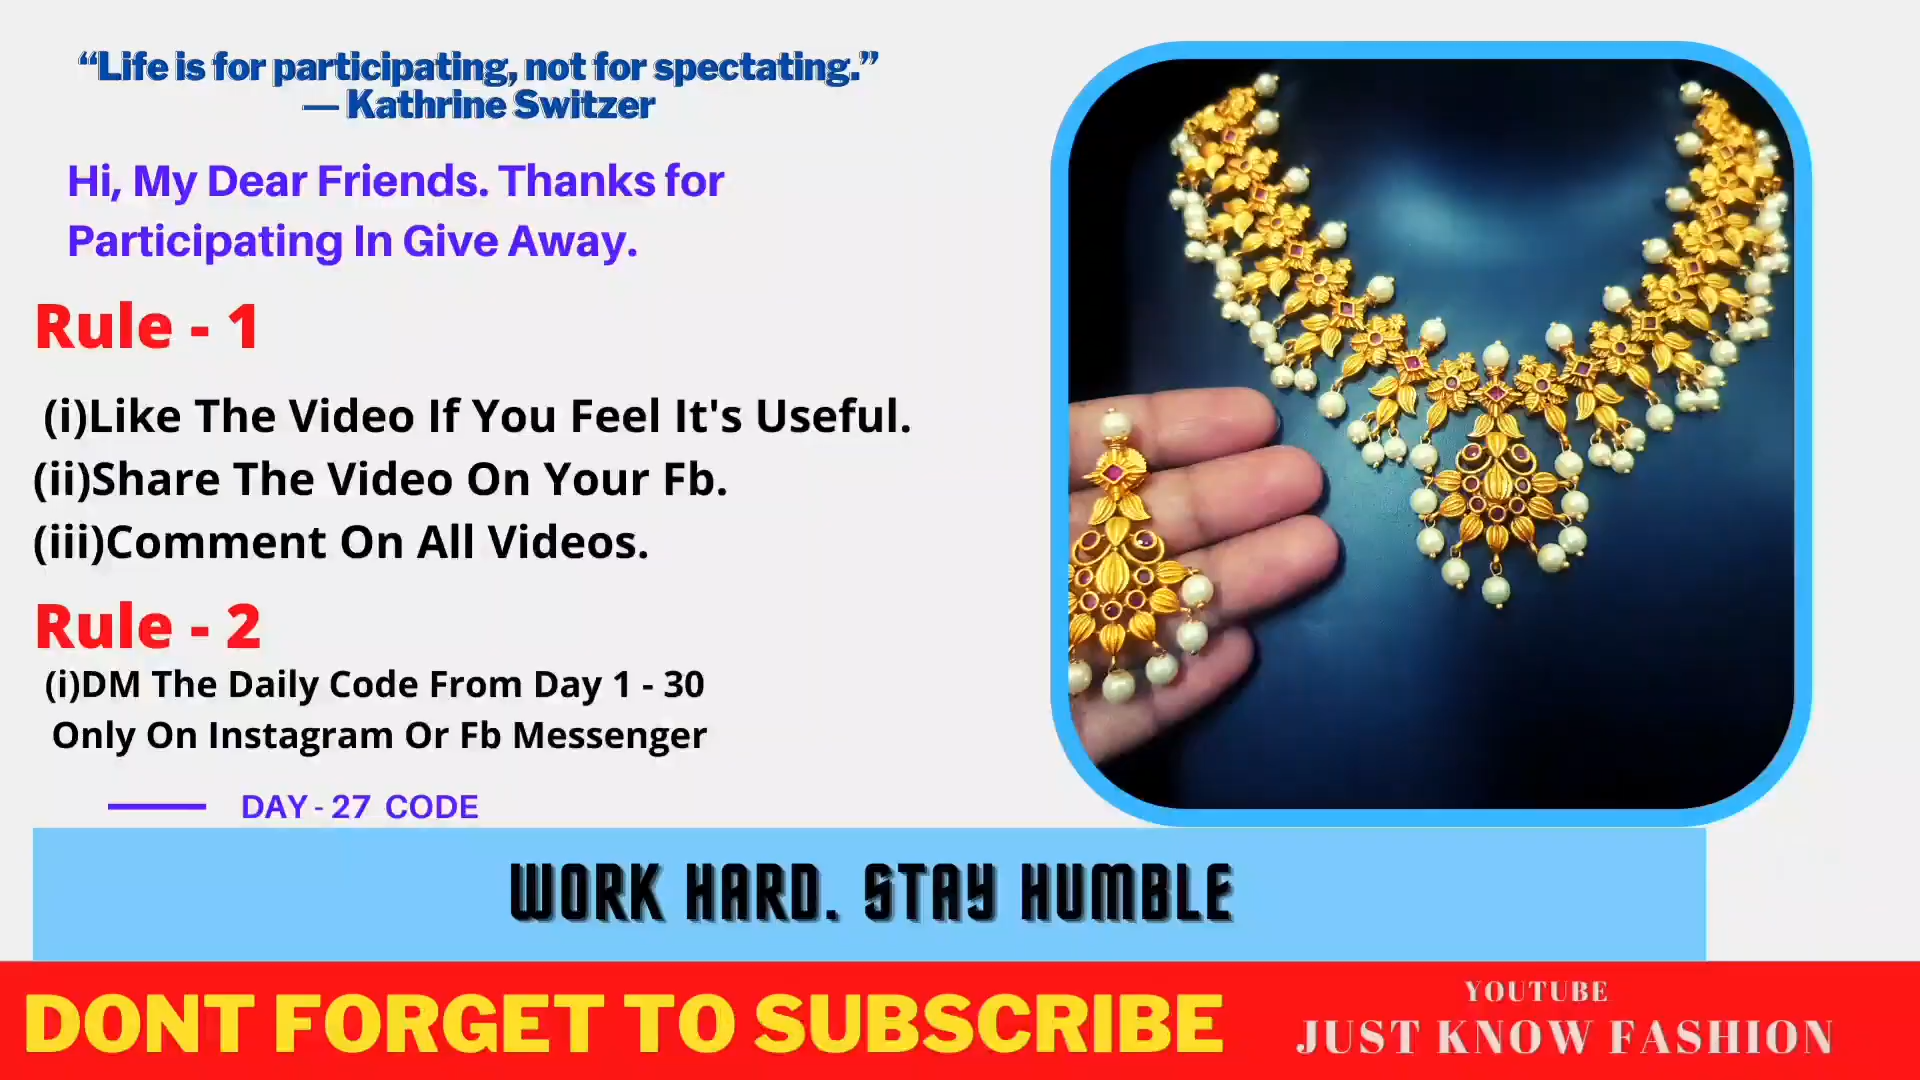 “Life is for participating, not for spectating.”
— Kathrine Switzer
Hi, My Dear Friends. Thanks for
Participating In Give Away.
Rule - 1
(i)Like The Video If You Feel It's Useful.
(ii)Share The Video On Your Fb.
(iii)Comment On All Videos.
Rule - 2
(i)DM The Daily Code From Day 1 - 30
Only On Instagram Or Fb Messenger
DAY - 27 CODE
WORK HARD. STAY HUMBLE
DONT FORGET TO SUBSCRIBE
YOUTUBE
JUST KNOW FASHION